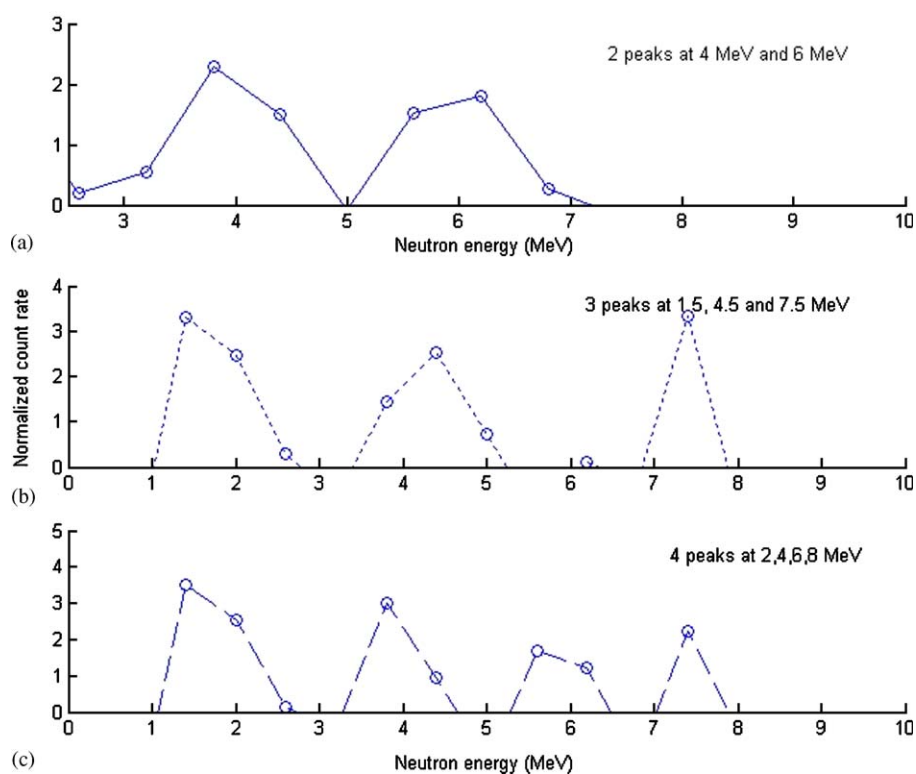 3
2 peaks at 4 MeV and 6 MeV
2
1
0
3 4 5 6 7 8 9 10
(a)
Neutron energy (MeV)
4
3 peaks at 1.5, 4.5 and 7.5 MeV
3
2
1
0
Normalized count rate
0 1 2 3 4 5 6 7 8 9 10
(b)
5
4 peaks at 2,4,6,8 MeV
4
3
2
1
0
0 1 2 3 4 5 6 7 8 9 10
(c)
Neutron energy (MeV)